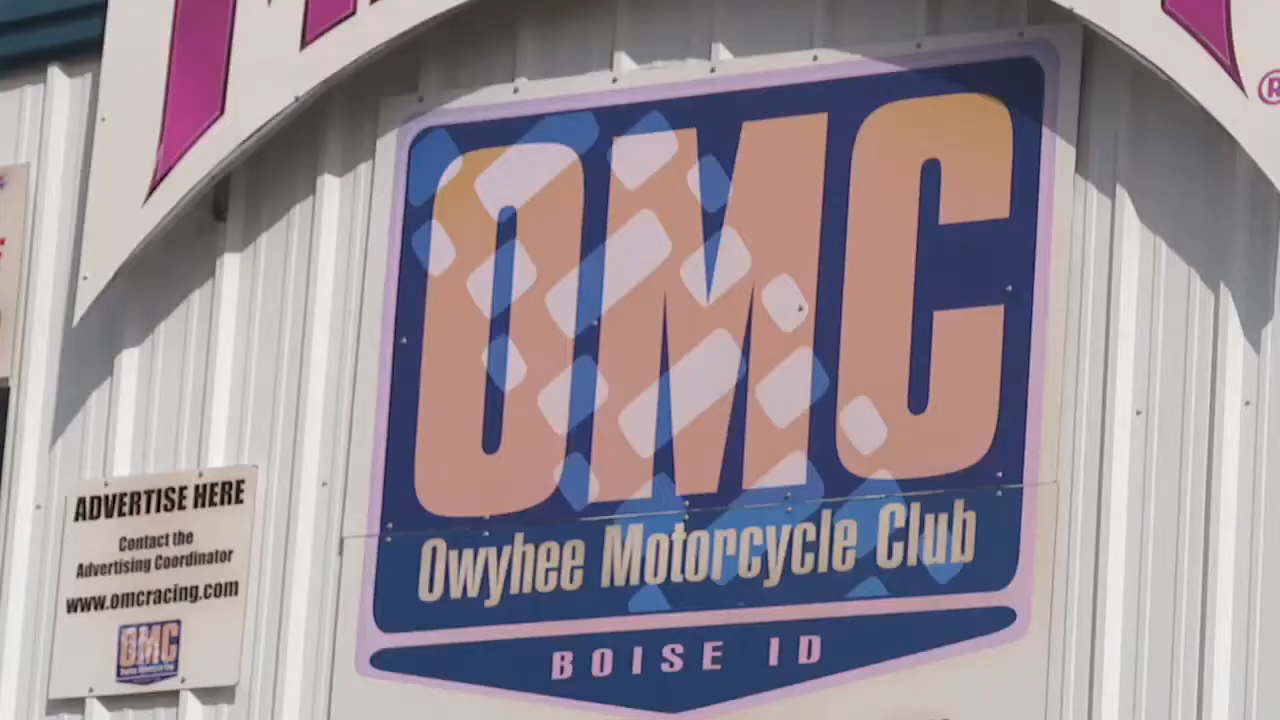 ®
OMC
Owyhee Motorcycle Club
BOISE ID
ADVERTISE HERE
Contact the
Advertising Coordinator
www.omcracing.com
OMC